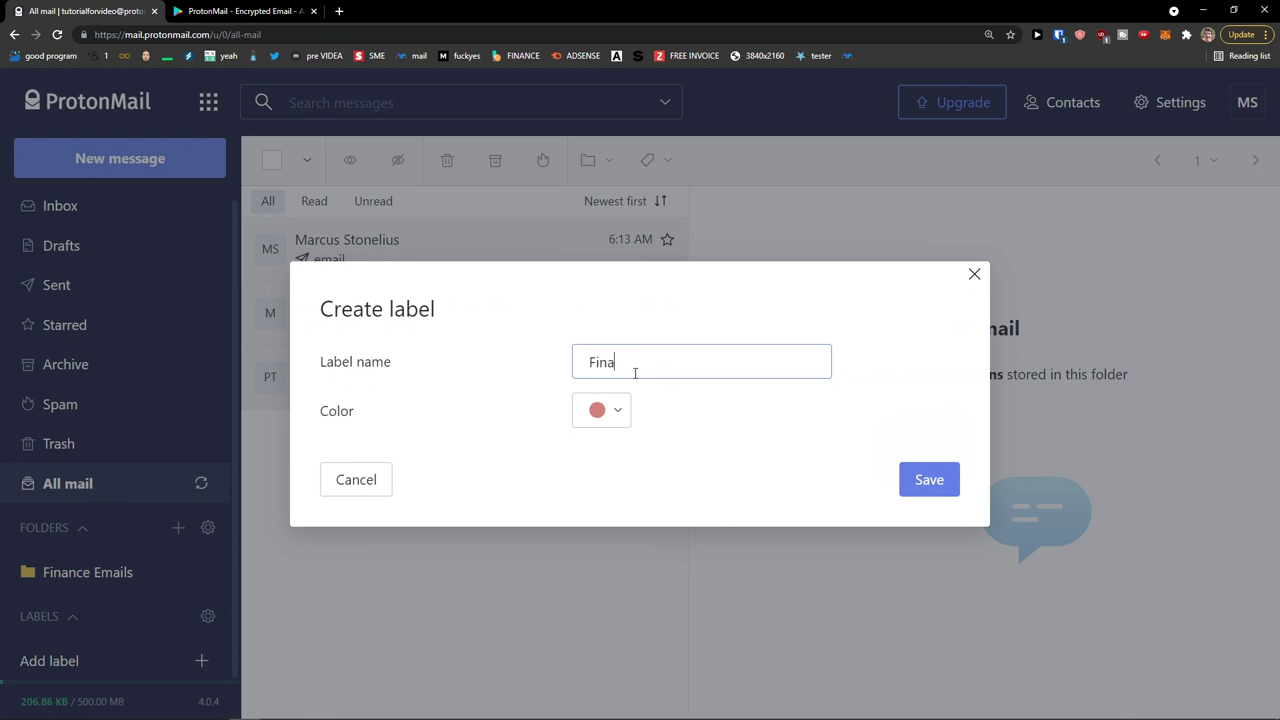 All mail | tutorialforvideo@proto
ProtonMail - Encrypted Email - A
https://mail.protonmail.com/u/0/all-mail
Update
good program
1
yeah
pre VIDEA
SME
mail
fuckyes
FINANCE
ADSENSE
FREE INVOICE
3840x2160
tester
Reading list
ProtonMail
Search messages
Upgrade
Contacts
Settings
MS
New message
1
All
Read
Unread
Newest first
Inbox
Drafts
Sent
Starred
Archive
Spam
Trash
All mail
FOLDERS
Finance Emails
LABELS
Add label
206.86 KB / 500.00 MB
4.0.4
MS
Marcus Stonelius
6:13 AM
email
M
PT
Create label
Label name
Fina
Color
Cancel
Save
stored in this folder